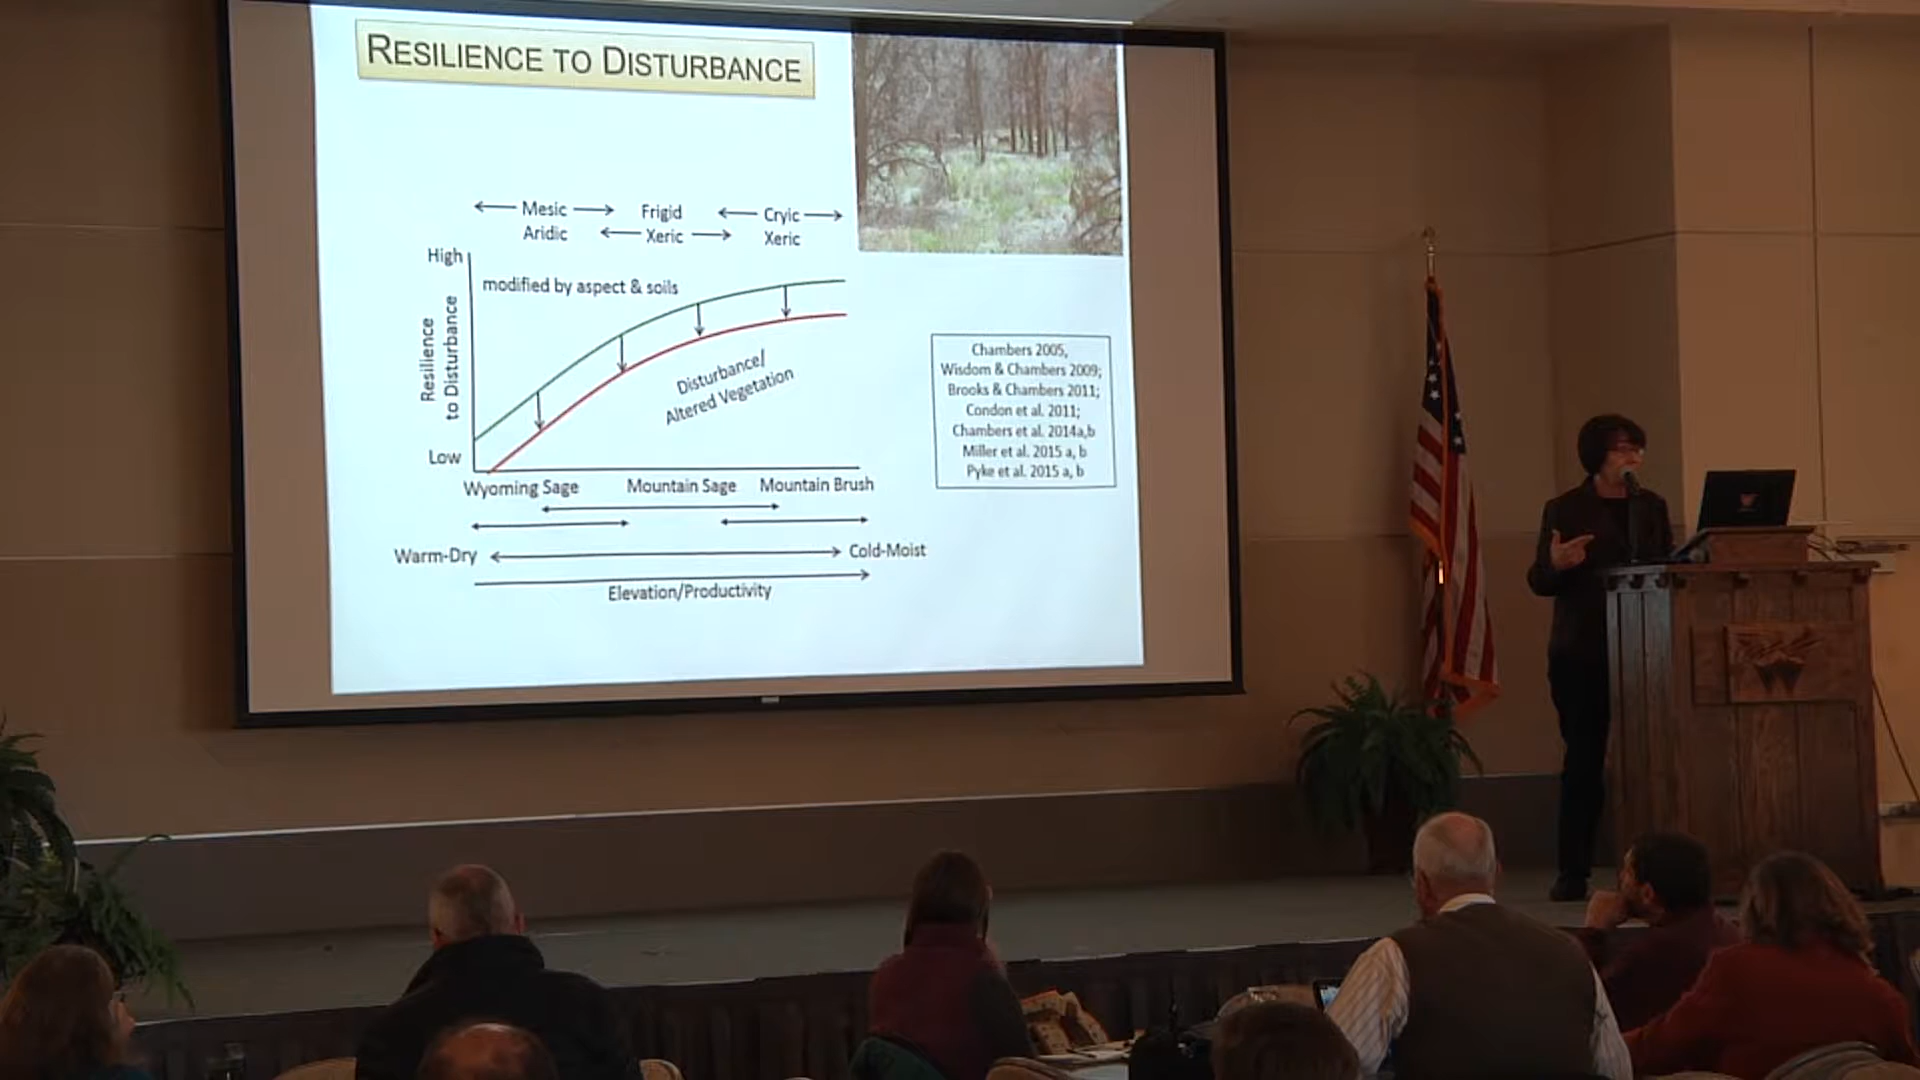 RESILIENCE TO DISTURBANCE
Mesic Frigid Cryic
Aridic Xeric Xeric
High
modified by aspect & soils
Resilience
to Disturbance
Disturbance/
Altered Vegetation
Low
Wyoming Sage Mountain Sage Mountain Brush
Warm-Dry Cold-Moist
Elevation/Productivity
Chambers 2005,
Wisdom & Chambers 2009;
Brooks & Chambers 2011;
Condon et al. 2011;
Chambers et al. 2014a,b
Miller et al. 2015 a, b
Pyke et al. 2015 a, b